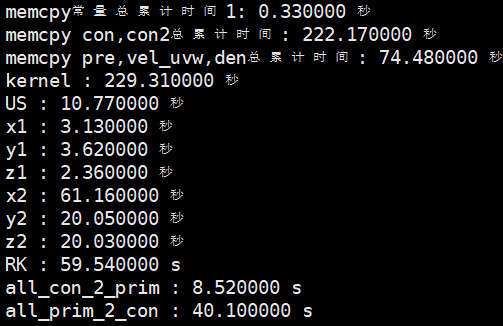 memcpy常量总累计时间1: 0.330000 秒
memcpy con,con2总累计时间: 222.170000 秒
memcpy pre,vel_uvw,den总累计时间: 74.480000 秒
kernel : 229.310000 秒
US : 10.770000 秒
x1 : 3.130000 秒
y1 : 3.620000 秒
z1 : 2.360000 秒
x2 : 61.160000 秒
y2 : 20.050000 秒
z2 : 20.030000 秒
RK : 59.540000 s
all_con_2_prim : 8.520000 s
all_prim_2_con : 40.100000 s